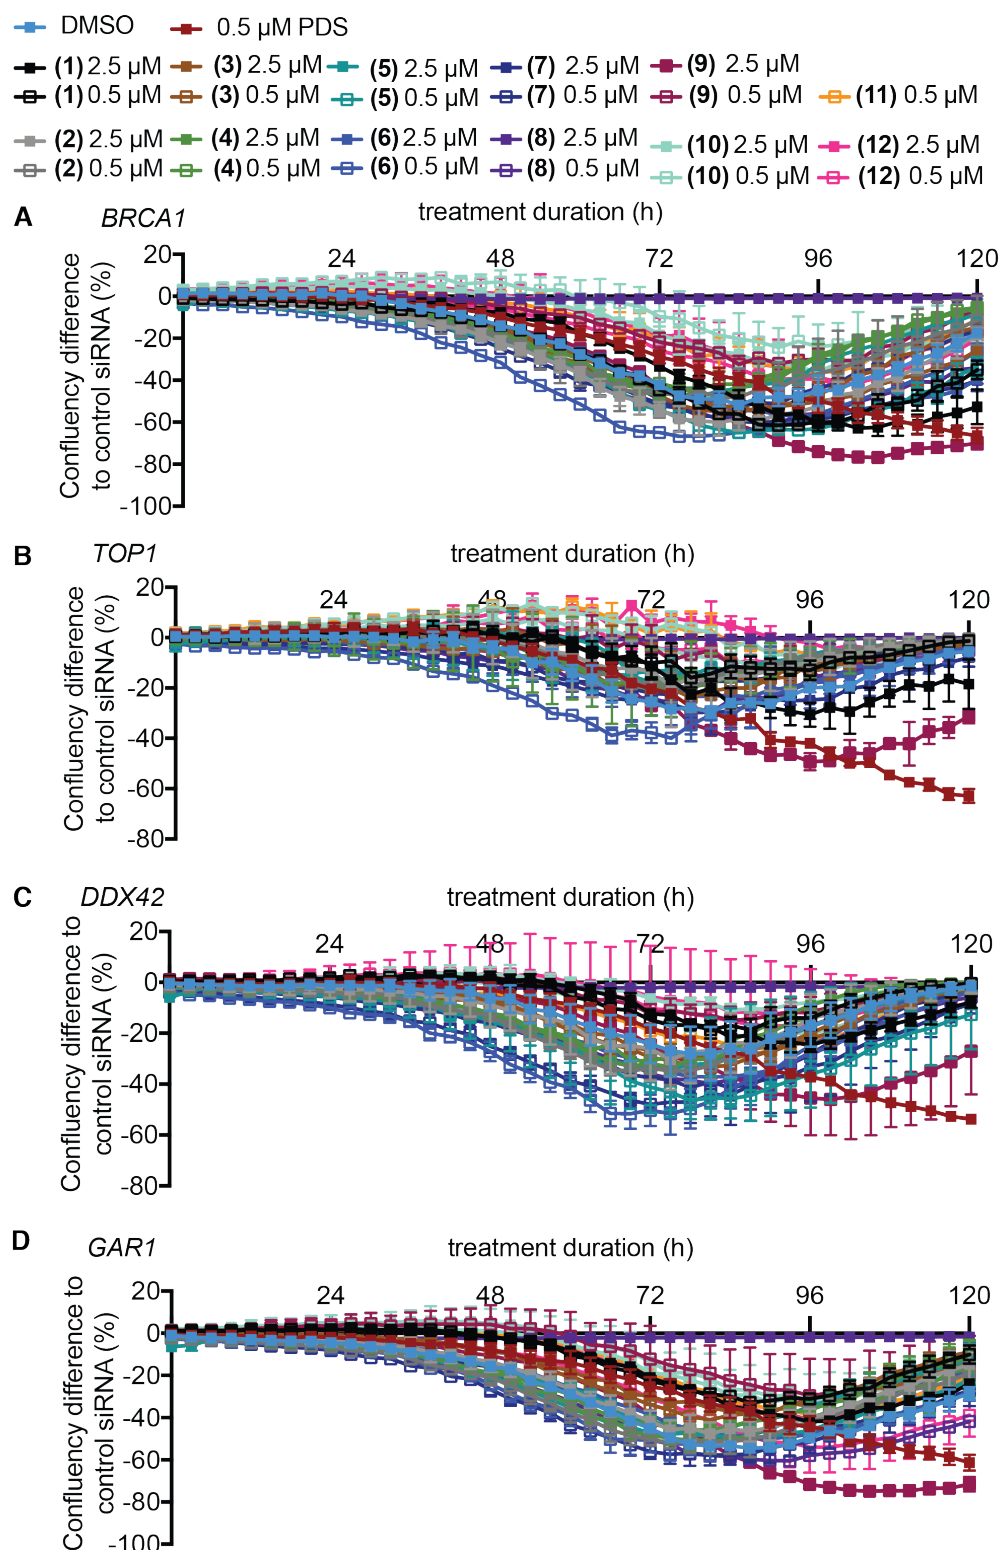 DMSO 0.5 µM PDS
(1) 2.5 µM (3) 2.5 µM (5) 2.5 µM (7) 2.5 µM (9) 2.5 µM
(1) 0.5 µM (3) 0.5 µM (5) 0.5 µM (7) 0.5 µM (9) 0.5 µM (11) 0.5 µM
(2) 2.5 µM (4) 2.5 µM (6) 2.5 µM (8) 2.5 µM (10) 2.5 µM (12) 2.5 µM
(2) 0.5 µM (4) 0.5 µM (6) 0.5 µM (8) 0.5 µM (10) 0.5 µM (12) 0.5 µM
A BRCA1 treatment duration (h)
Confluency difference
to control siRNA (%)
24 48 72 96 120
20
0
-20
-40
-60
-80
-100
B TOP1 treatment duration (h)
Confluency difference
to control siRNA (%)
24 48 72 96 120
20
0
-20
-40
-60
-80
C DDX42 treatment duration (h)
Confluency difference to
control siRNA (%)
24 48 72 96 120
20
0
-20
-40
-60
-80
D GAR1 treatment duration (h)
Confluency difference to
control siRNA (%)
24 48 72 96 120
20
0
-20
-40
-60
-80
-100